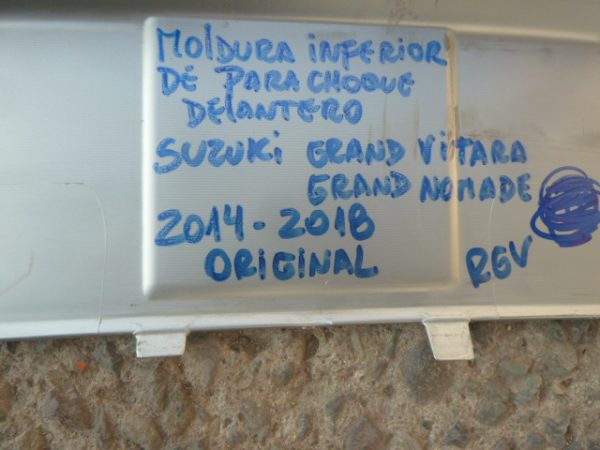 MOLDURA INFERIOR
DE PARACHOQUE
DELANTERO
SUZUKI GRAND VITARA
GRAND NOMADE
2014-2018
ORIGINAL
REV